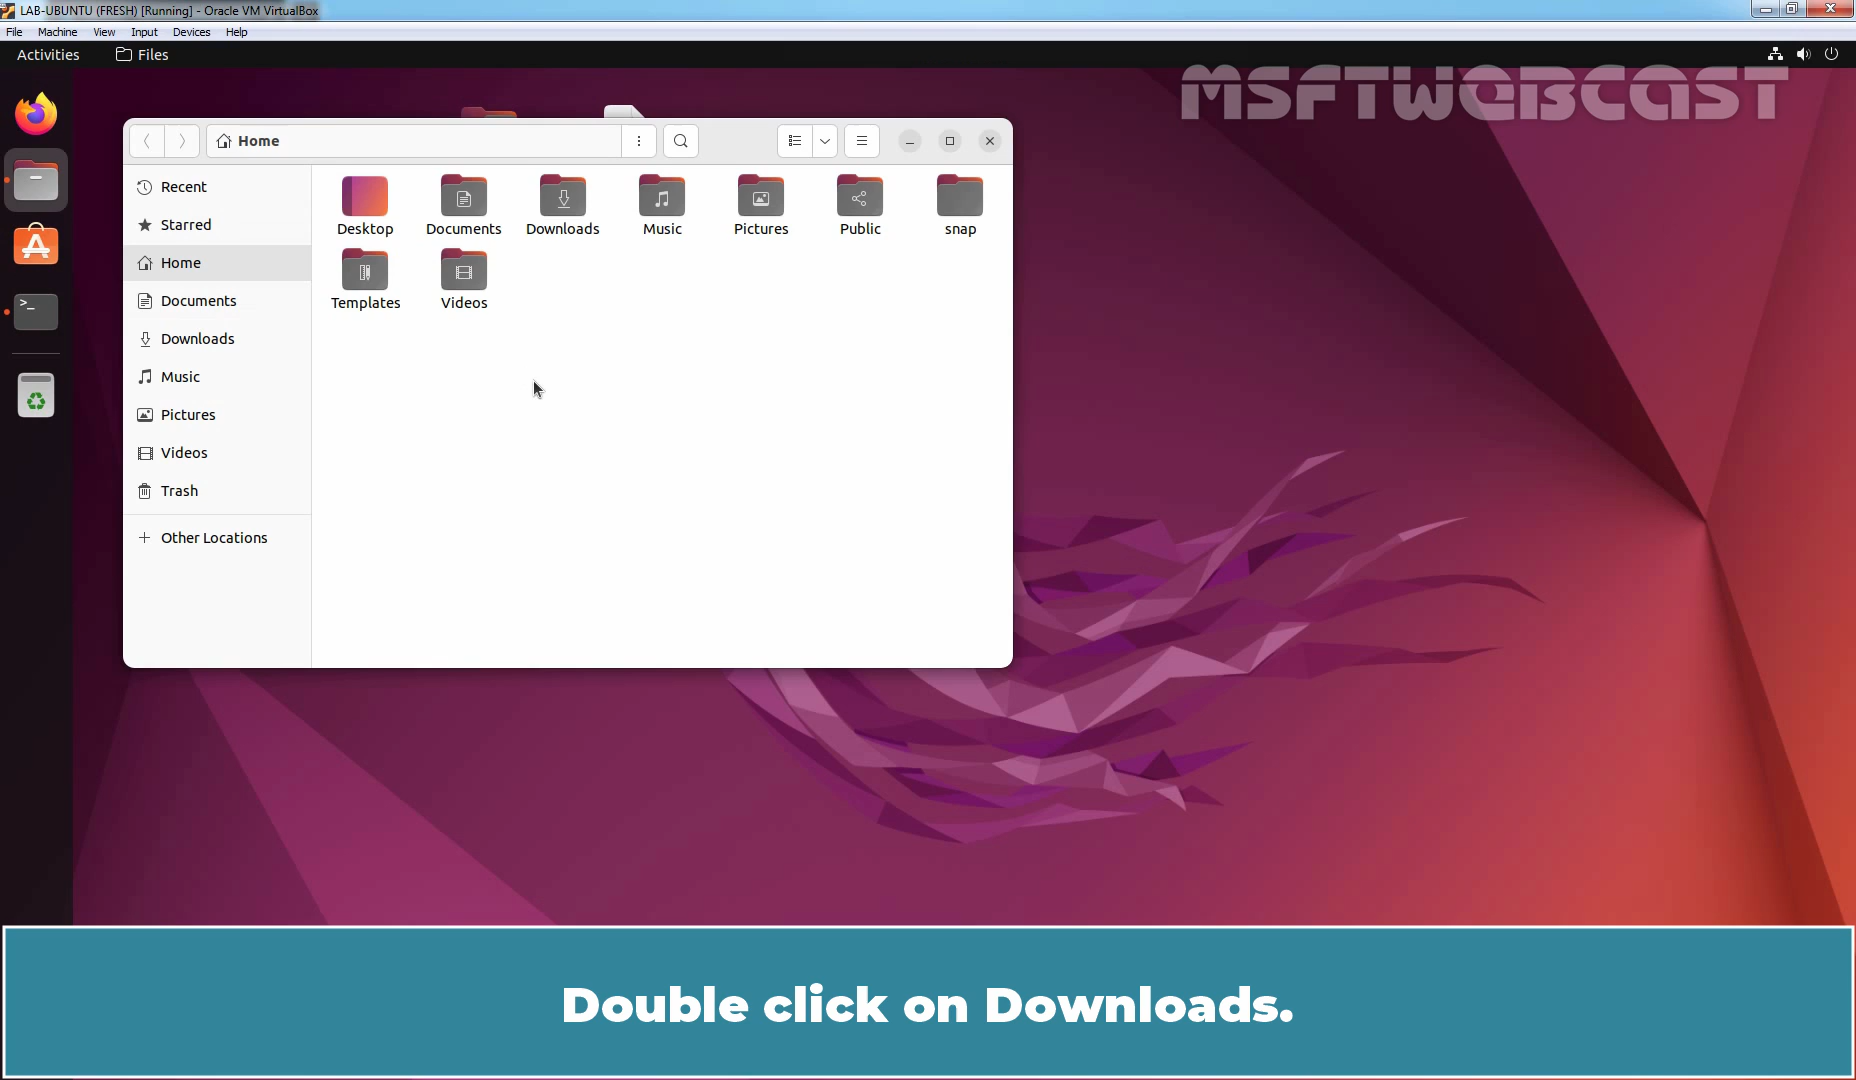 LAB-UBUNTU (FRESH) [Running] - Oracle VM VirtualBox
File Machine View Input Devices Help
Activities Files
MSFTWEBCAST
Home
Recent
Starred
Home
Documents
Downloads
Music
Pictures
Videos
Trash
Other Locations
Desktop Documents Downloads Music Pictures Public snap
Templates Videos
Double click on Downloads.